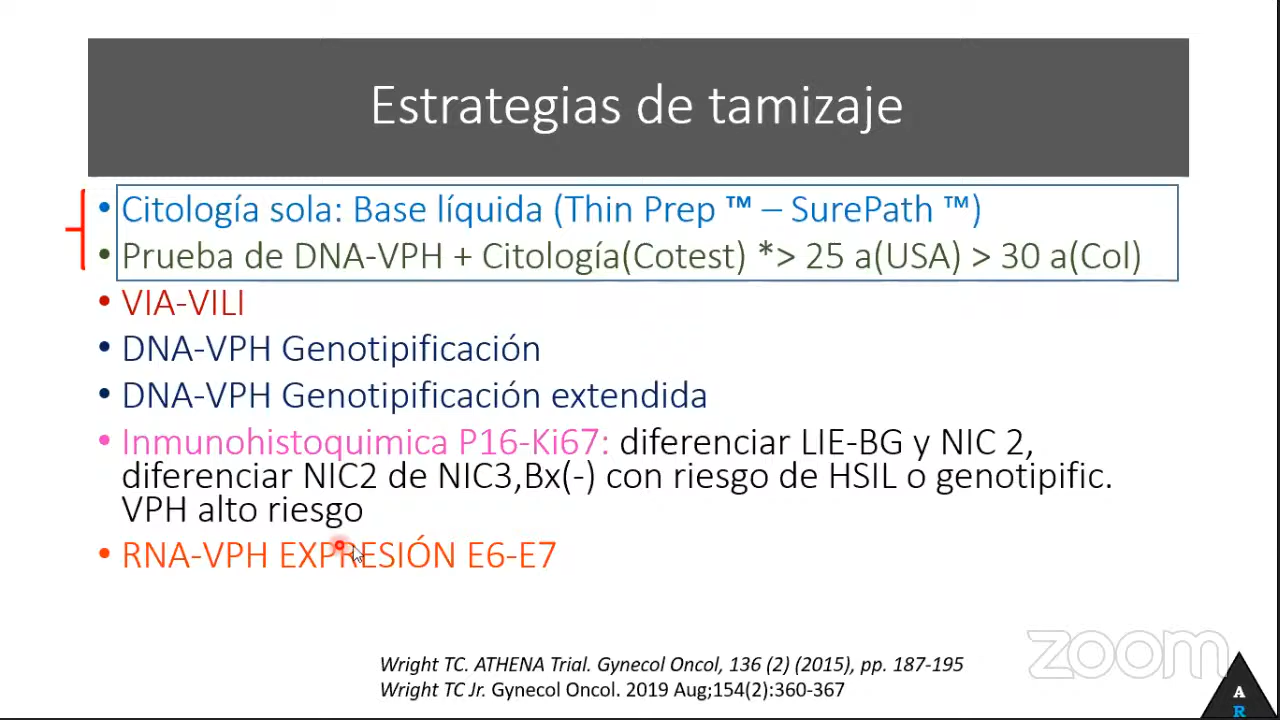 Estrategias de tamizaje
• Citología sola: Base líquida (Thin Prep ™ – SurePath ™)
• Prueba de DNA-VPH + Citología(Cotest) *> 25 a(USA) > 30 a(Col)
• VIA-VILI
• DNA-VPH Genotipificación
• DNA-VPH Genotipificación extendida
• Inmunohistoquimica P16-Ki67: diferenciar LIE-BG y NIC 2,
diferenciar NIC2 de NIC3,Bx(-) con riesgo de HSIL o genotipific.
VPH alto riesgo
• RNA-VPH EXPRESIÓN E6-E7
Wright TC. ATHENA Trial. Gynecol Oncol, 136 (2) (2015), pp. 187-195
Wright TC Jr. Gynecol Oncol. 2019 Aug;154(2):360-367
zoom
A
R